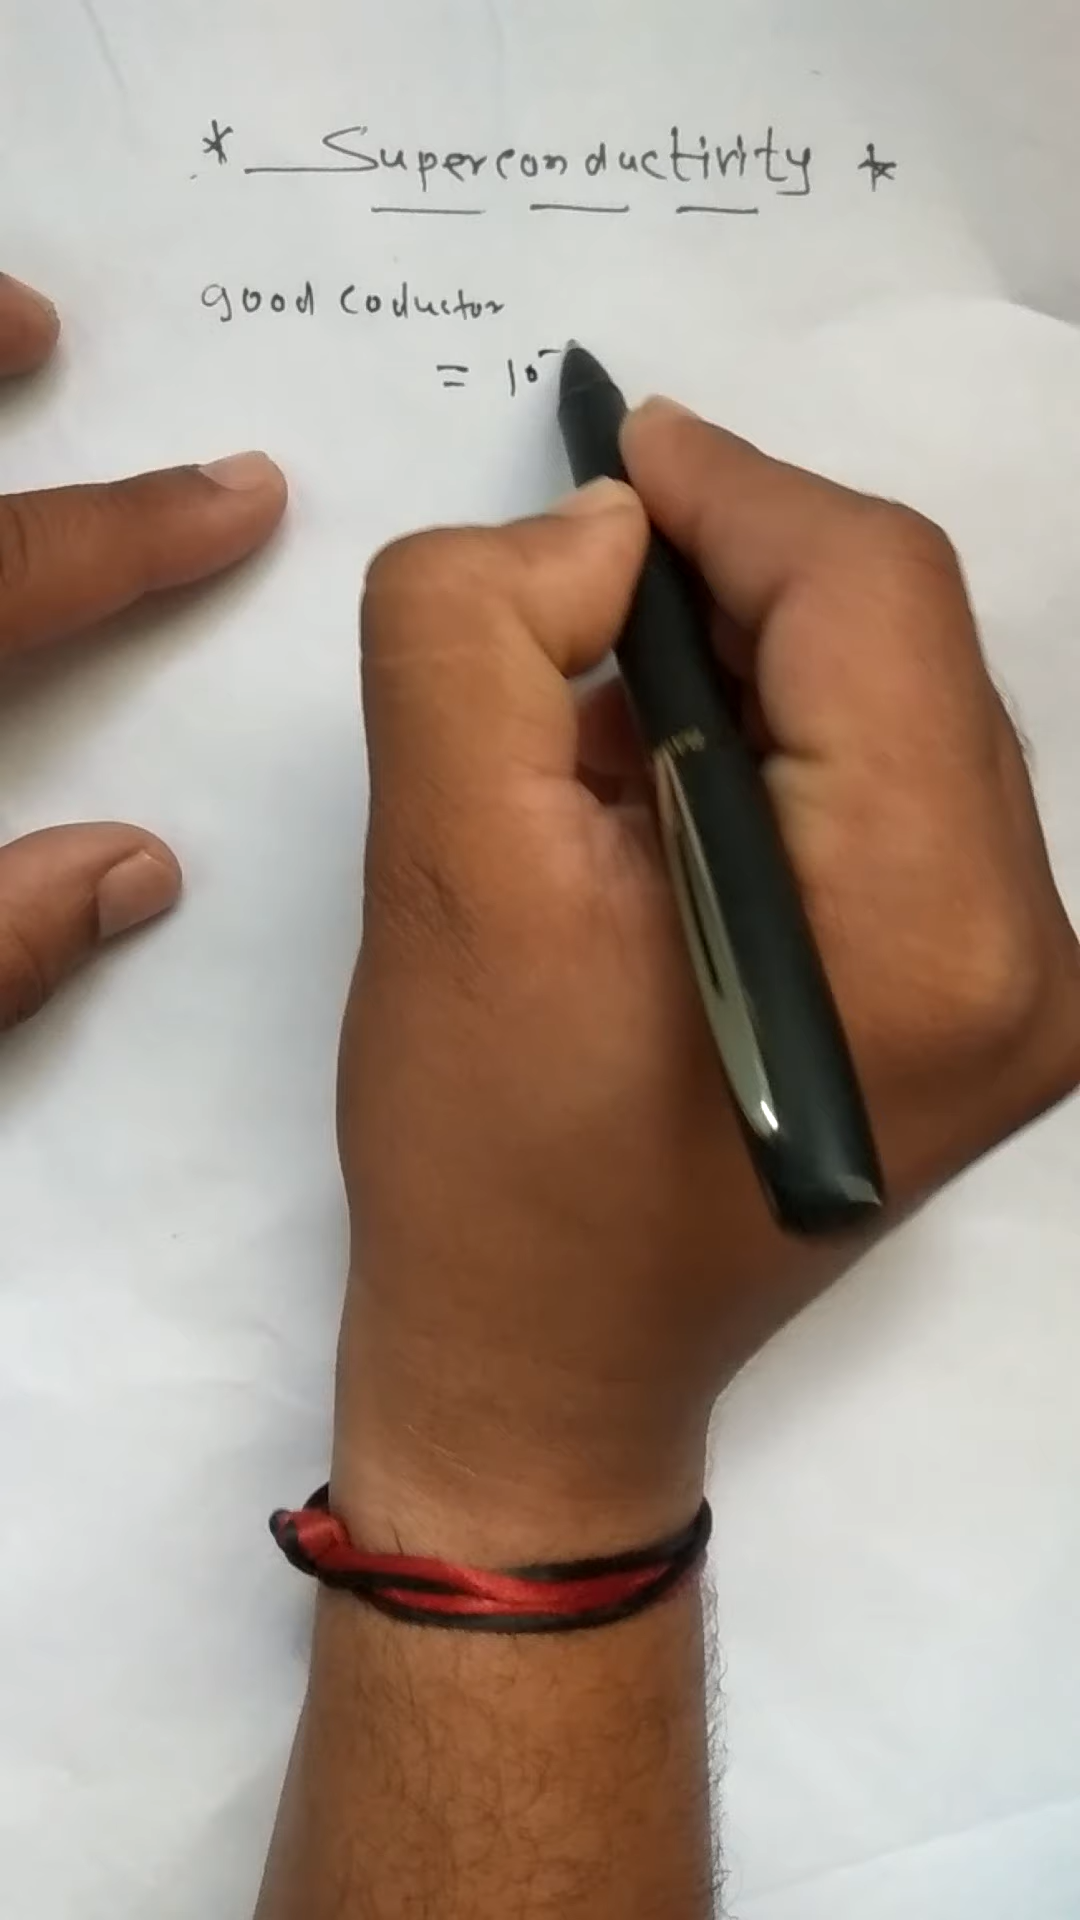 * Superconductivity *
good coductor
= 10⁻